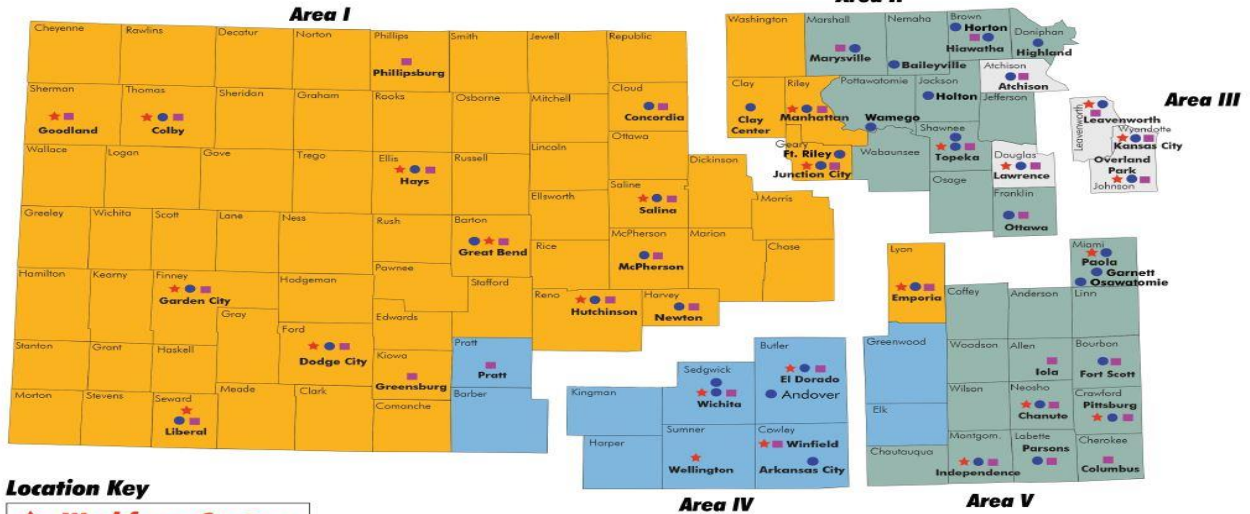 Area I
Cheyenne
Rawlins
Decatur
Norton
Phillips
Smith
Jewell
Republic
Phillipsburg
Sherman
Thomas
Sheridan
Graham
Rooks
Osborne
Mitchell
Cloud
Goodland
Colby
Concordia
Ottawa
Wallace
Logan
Gove
Trego
Ellis
Russell
Lincoln
Dickinson
Hays
Ellsworth
Saline
Salina
Morris
Greeley
Wichita
Scott
Lane
Ness
Rush
Barton
Great Bend
Rice
McPherson
McPherson
Marion
Chase
Hamilton
Kearny
Finney
Garden City
Hodgeman
Pawnee
Stafford
Reno
Hutchinson
Harvey
Newton
Gray
Ford
Dodge City
Edwards
Stanton
Grant
Haskell
Kiowa
Greensburg
Pratt
Pratt
Morton
Stevens
Seward
Liberal
Meade
Clark
Comanche
Barber
Washington
Marshall
Nemaha
Brown
Horton
Hiawatha
Doniphan
Highland
Marysville
Baileyville
Atchison
Atchison
Clay
Clay
Center
Riley
Manhattan
Pottawatomie
Jackson
Holton
Jefferson
Wamego
Geary
Ft. Riley
Junction City
Wabaunsee
Shawnee
Topeka
Douglas
Lawrence
Osage
Franklin
Ottawa
Area III
Leavenworth
Leavenworth
Wyandotte
Kansas City
Overland
Park
Johnson
Kingman
Sedgwick
Wichita
Butler
El Dorado
Andover
Harper
Sumner
Wellington
Cowley
Winfield
Arkansas City
Area IV
Lyon
Emporia
Miami
Paola
Garnett
Osawatomie
Coffey
Anderson
Linn
Greenwood
Woodson
Allen
Iola
Bourbon
Fort Scott
Elk
Wilson
Neosho
Chanute
Crawford
Pittsburg
Chautauqua
Montgom.
Independence
Labette
Parsons
Cherokee
Columbus
Area V
Location Key